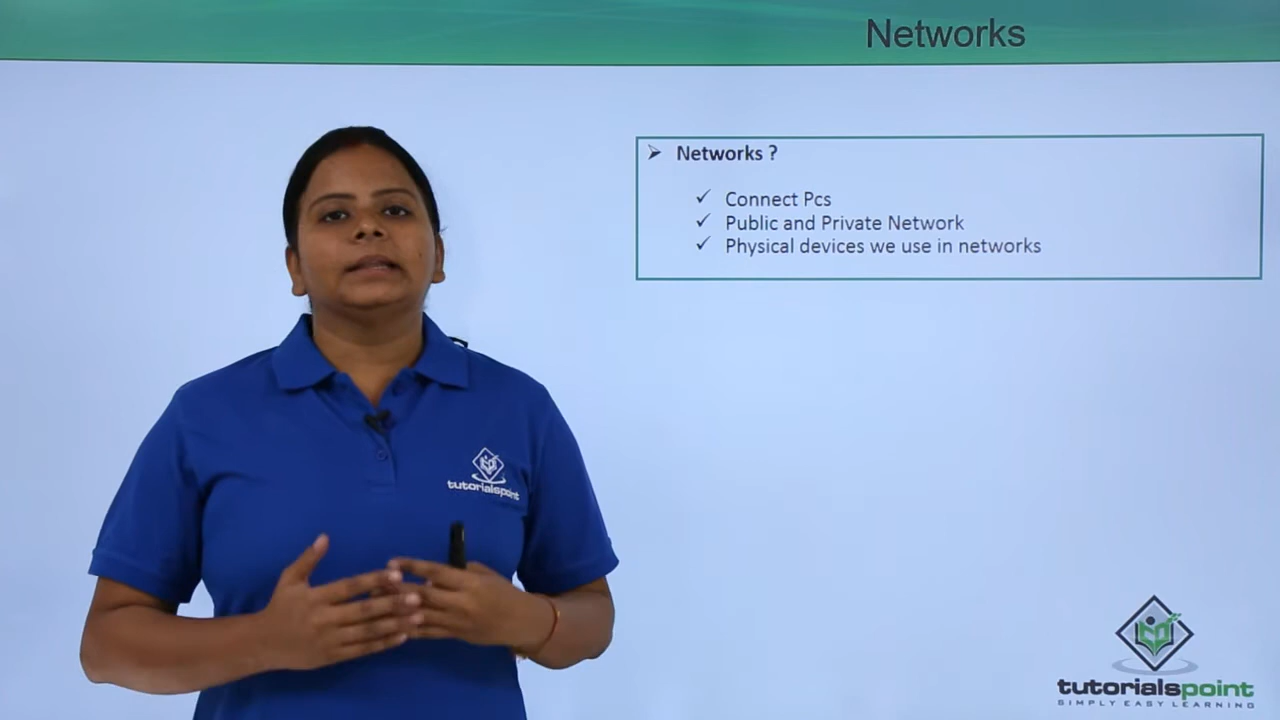 Networks
Networks ?
Connect Pcs
Public and Private Network
Physical devices we use in networks
tutorialspoint
tutorialspoint
SIMPLY EASY LEARNING